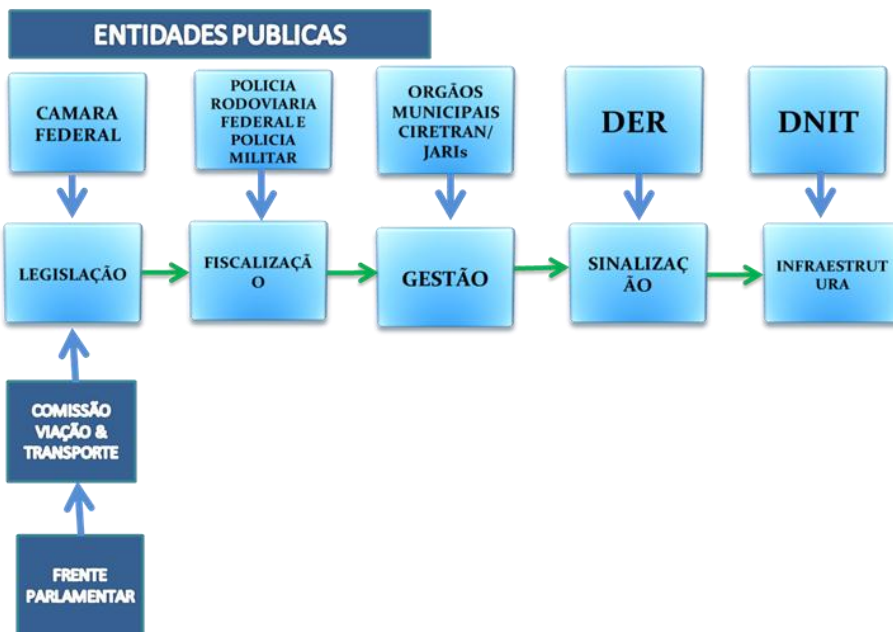 ENTIDADES PUBLICAS
CAMARA
FEDERAL
POLICIA
RODOVIARIA
FEDERAL E
POLICIA
MILITAR
ORGÃOS
MUNICIPAIS
CIRETRAN/
JARIs
DER
DNIT
LEGISLAÇÃO
FISCALIZAÇÃ
O
GESTÃO
SINALIZAÇ
ÃO
INFRAESTRUT
URA
COMISSÃO
VIAÇÃO &
TRANSPORTE
FRENTE
PARLAMENTAR